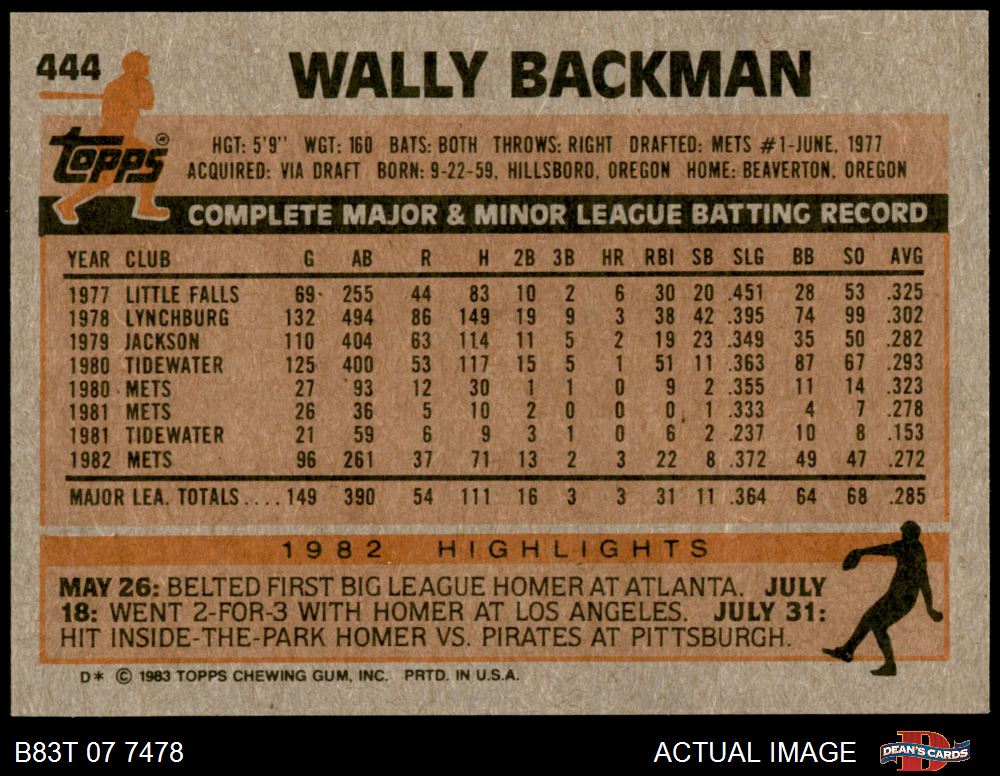 444
WALLY BACKMAN
TOPPS®
HGT: 5'9" WGT: 160 BATS: BOTH THROWS: RIGHT DRAFTED: METS #1-JUNE, 1977
ACQUIRED: VIA DRAFT BORN: 9-22-59, HILLSBORO, OREGON HOME: BEAVERTON, OREGON
COMPLETE MAJOR & MINOR LEAGUE BATTING RECORD
YEAR CLUB G AB R H 2B 3B HR RBI SB SLG BB SO AVG
1977 LITTLE FALLS 69 255 44 83 10 2 6 30 20 .451 28 53 .325
1978 LYNCHBURG 132 494 86 149 19 9 3 38 42 .395 74 99 .302
1979 JACKSON 110 404 63 114 11 5 2 19 23 .349 35 50 .282
1980 TIDEWATER 125 400 53 117 15 5 1 51 11 .363 87 67 .293
1980 METS 27 93 12 30 1 1 0 9 2 .355 11 14 .323
1981 METS 26 36 5 10 2 0 0 0 1 .333 4 7 .278
1981 TIDEWATER 21 59 6 9 3 1 0 6 2 .237 10 8 .153
1982 METS 96 261 37 71 13 2 3 22 8 .372 49 47 .272
MAJOR LEA. TOTALS.... 149 390 54 111 16 3 3 31 11 .364 64 68 .285
1982 HIGHLIGHTS
MAY 26: BELTED FIRST BIG LEAGUE HOMER AT ATLANTA. JULY
18: WENT 2-FOR-3 WITH HOMER AT LOS ANGELES. JULY 31:
HIT INSIDE-THE-PARK HOMER VS. PIRATES AT PITTSBURGH.
D* © 1983 TOPPS CHEWING GUM, INC. PRTD. IN U.S.A.
B83T 07 7478 ACTUAL IMAGE D DEAN'S CARDS